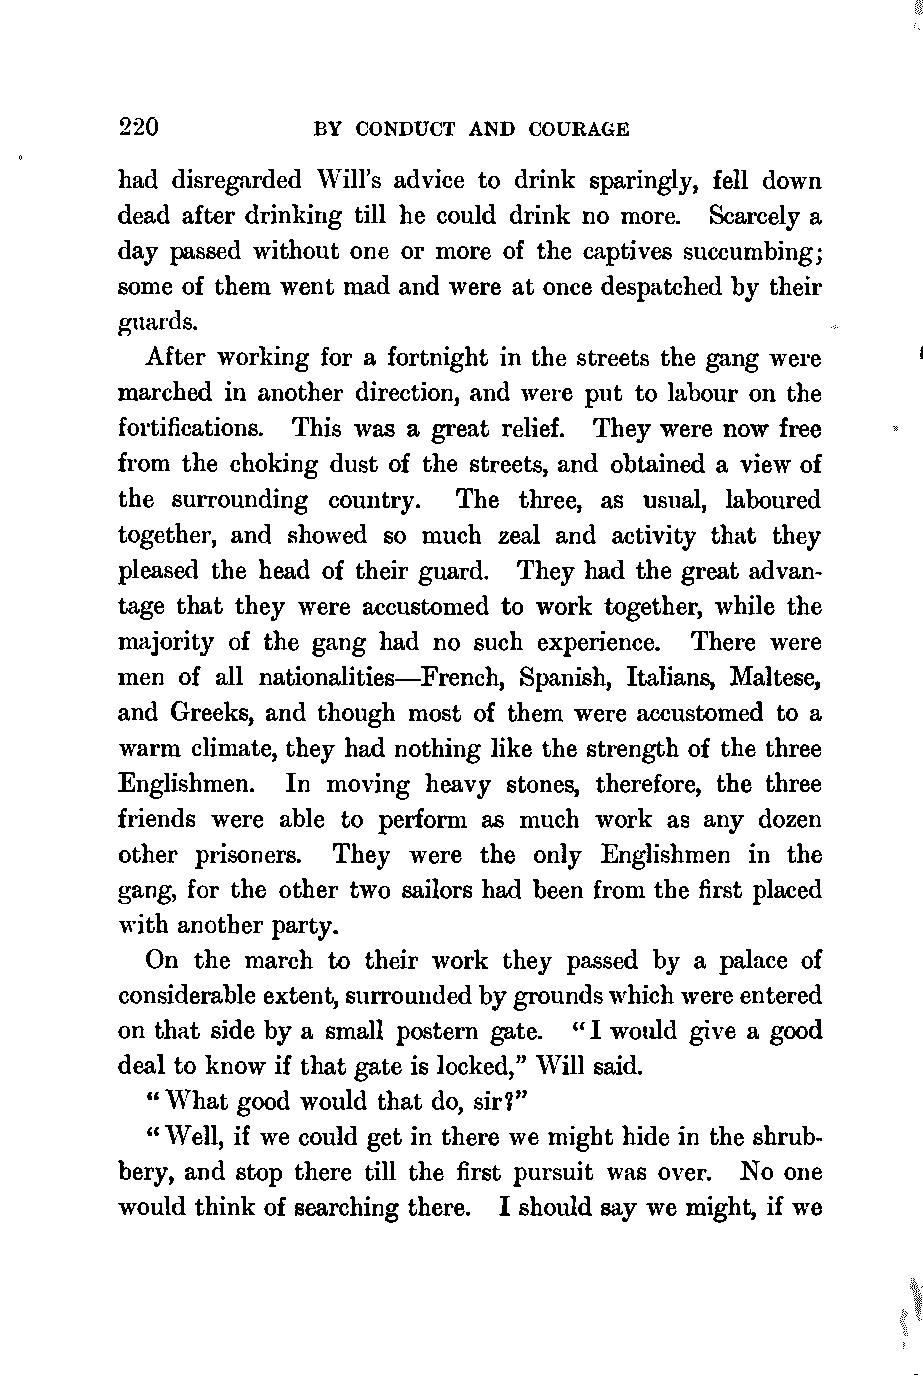 220 BY CONDUCT AND COURAGE
had disregarded Will's advice to drink sparingly, fell down
dead after drinking till he could drink no more. Scarcely a
day passed without one or more of the captives succumbing;
some of them went mad and were at once despatched by their
guards.
After working for a fortnight in the streets the gang were
marched in another direction, and were put to labour on the
fortifications. This was a great relief. They were now free
from the choking dust of the streets, and obtained a view of
the surrounding country. The three, as usual, laboured
together, and showed so much zeal and activity that they
pleased the head of their guard. They had the great advan-
tage that they were accustomed to work together, while the
majority of the gang had no such experience. There were
men of all nationalities—French, Spanish, Italians, Maltese,
and Greeks, and though most of them were accustomed to a
warm climate, they had nothing like the strength of the three
Englishmen. In moving heavy stones, therefore, the three
friends were able to perform as much work as any dozen
other prisoners. They were the only Englishmen in the
gang, for the other two sailors had been from the first placed
with another party.
On the march to their work they passed by a palace of
considerable extent, surrounded by grounds which were entered
on that side by a small postern gate. "I would give a good
deal to know if that gate is locked," Will said.
"What good would that do, sir?"
"Well, if we could get in there we might hide in the shrub-
bery, and stop there till the first pursuit was over. No one
would think of searching there. I should say we might, if we